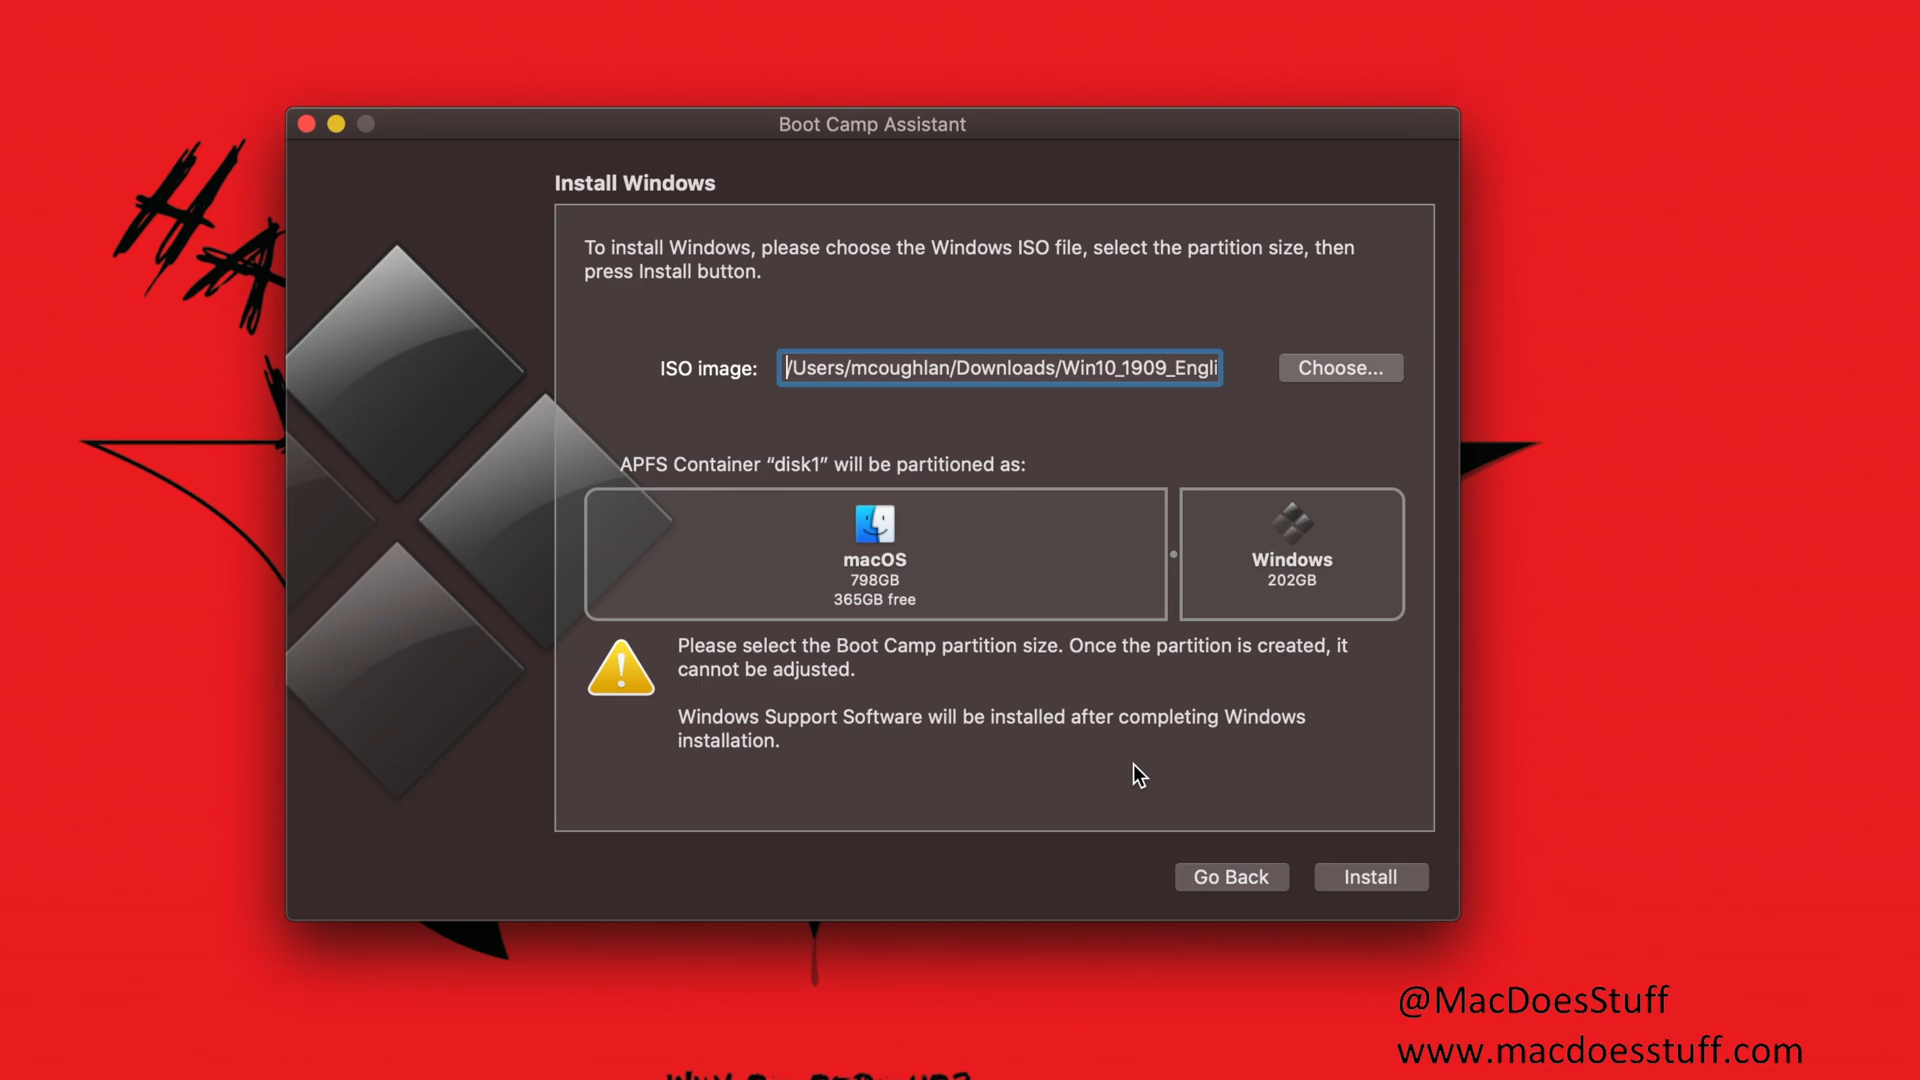 Boot Camp Assistant
Install Windows
To install Windows, please choose the Windows ISO file, select the partition size, then
press Install button.
ISO image: /Users/mcoughlan/Downloads/Win10_1909_Engli Choose...
APFS Container “disk1” will be partitioned as:
macOS
798GB
365GB free
Windows
202GB
Please select the Boot Camp partition size. Once the partition is created, it
cannot be adjusted.
Windows Support Software will be installed after completing Windows
installation.
Go Back Install
HA
@MacDoesStuff
www.macdoesstuff.com